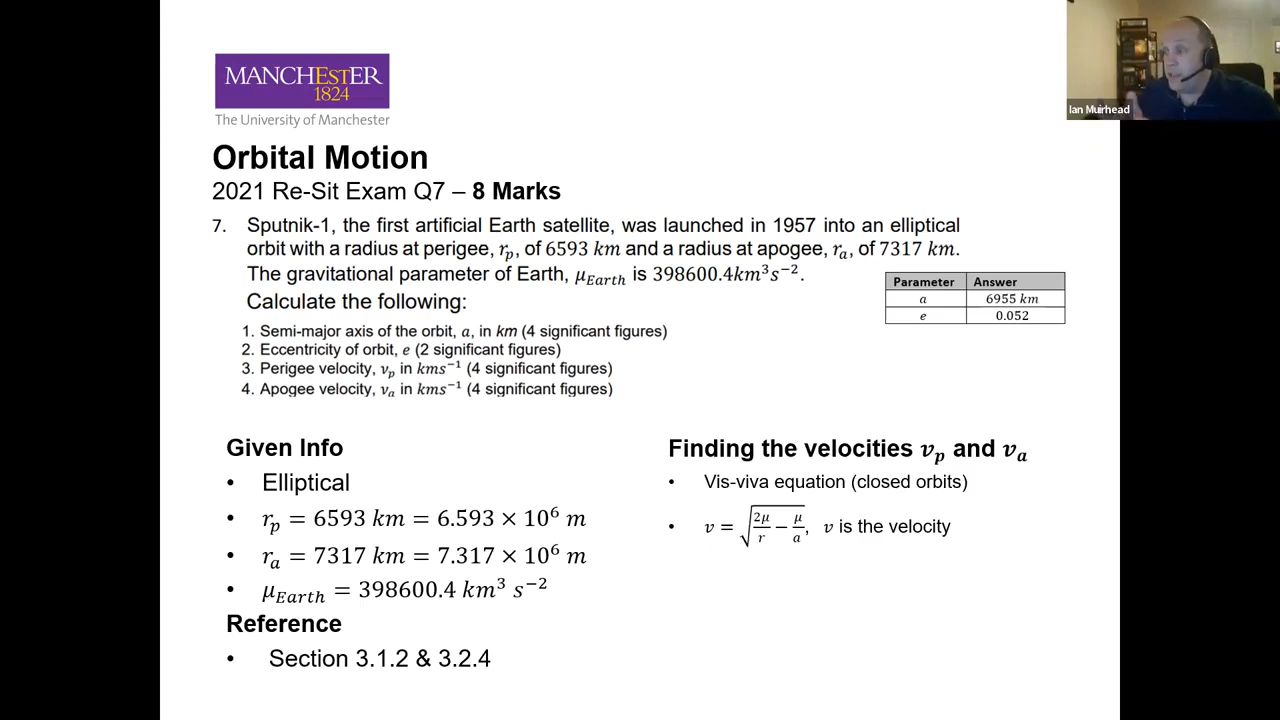 MANCHESTER
1824
The University of Manchester
Ian Muirhead
Orbital Motion
2021 Re-Sit Exam Q7 – 8 Marks
7. Sputnik-1, the first artificial Earth satellite, was launched in 1957 into an elliptical
orbit with a radius at perigee, r_p, of 6593 km and a radius at apogee, r_a, of 7317 km.
The gravitational parameter of Earth, μ_Earth is 398600.4km³s⁻².
Calculate the following:
Parameter Answer
a 6955 km
e 0.052
1. Semi-major axis of the orbit, a, in km (4 significant figures)
2. Eccentricity of orbit, e (2 significant figures)
3. Perigee velocity, v_p in kms⁻¹ (4 significant figures)
4. Apogee velocity, v_a in kms⁻¹ (4 significant figures)
Given Info
• Elliptical
• r_p = 6593 km = 6.593 × 10⁶ m
• r_a = 7317 km = 7.317 × 10⁶ m
• μ_Earth = 398600.4 km³ s⁻²
Reference
• Section 3.1.2 & 3.2.4
Finding the velocities v_p and v_a
• Vis-viva equation (closed orbits)
• v = √(2μ/r − μ/a), v is the velocity